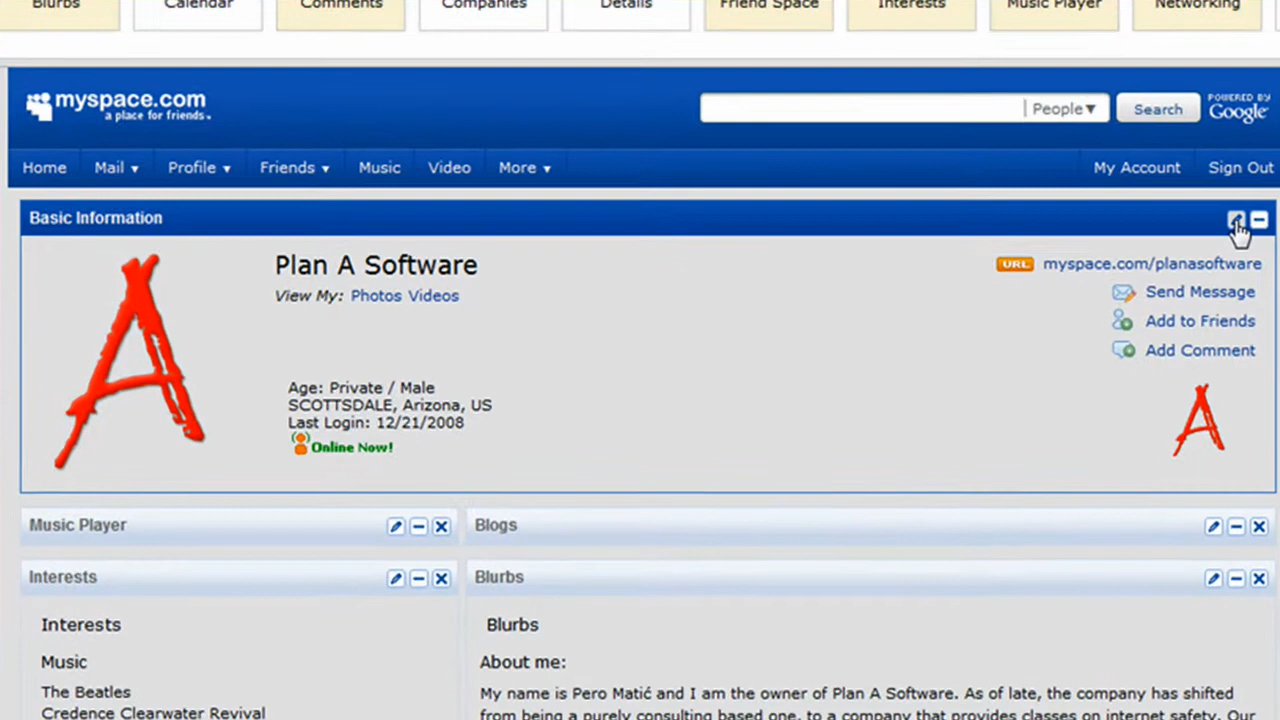 Blurbs Calendar Comments Companies Details Friend Space Interests Music Player Networking
myspace.com
a place for friends.
People▼ Search POWERED BY Google
Home Mail ▼ Profile ▼ Friends ▼ Music Video More ▼ My Account Sign Out
Basic Information
Plan A Software
View My: Photos Videos
URL myspace.com/planasoftware
Send Message
Add to Friends
Add Comment
Age: Private / Male
SCOTTSDALE, Arizona, US
Last Login: 12/21/2008
Online Now!
Music Player
Blogs
Interests
Blurbs
Interests
Music
The Beatles
Credence Clearwater Revival
Blurbs
About me:
My name is Pero Matić and I am the owner of Plan A Software. As of late, the company has shifted
from being a purely consulting based one, to a company that provides classes on internet safety. Our